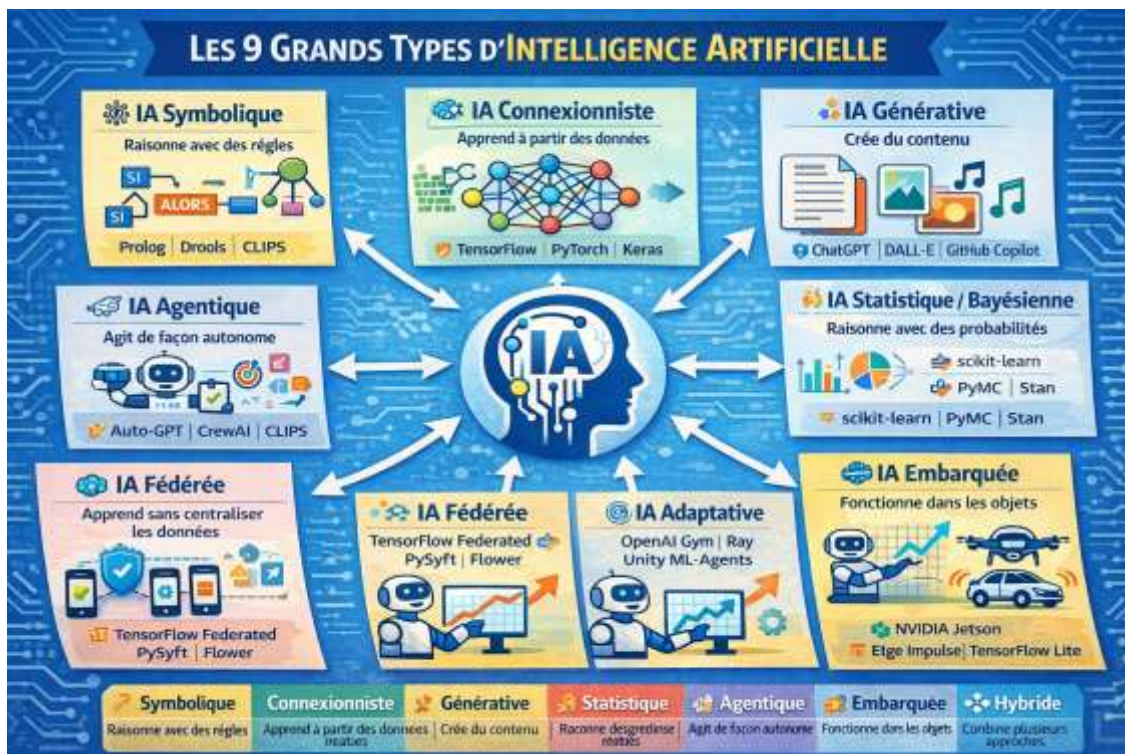 LES 9 GRANDS TYPES D'INTELLIGENCE ARTIFICIELLE
IA Symbolique
Raisonne avec des règles
SI
ALORS
SI
Prolog | Drools | CLIPS
IA Connexionniste
Apprend à partir des données
TensorFlow | PyTorch | Keras
IA Générative
Crée du contenu
ChatGPT | DALL-E | GitHub Copilot
IA Agentique
Agit de façon autonome
Auto-GPT | CrewAI | CLIPS
IA
IA Statistique / Bayésienne
Raisonne avec des probabilités
scikit-learn
PyMC | Stan
scikit-learn | PyMC | Stan
IA Fédérée
Apprend sans centraliser
les données
TensorFlow Federated
PySyft | Flower
IA Fédérée
TensorFlow Federated
PySyft | Flower
IA Adaptative
OpenAI Gym | Ray
Unity ML-Agents
IA Embarquée
Fonctionne dans les objets
NVIDIA Jetson
Etge Impulse | TensorFlow Lite
Symbolique
Raisonne avec des règles
Connexionniste
Apprend à partir des donnees
Générative
Crée du contenu
Statistique
Agentique
Agit de façon autonome
Embarquée
Fonctionne dans les objets
Hybride
Combine plusieurs
approches